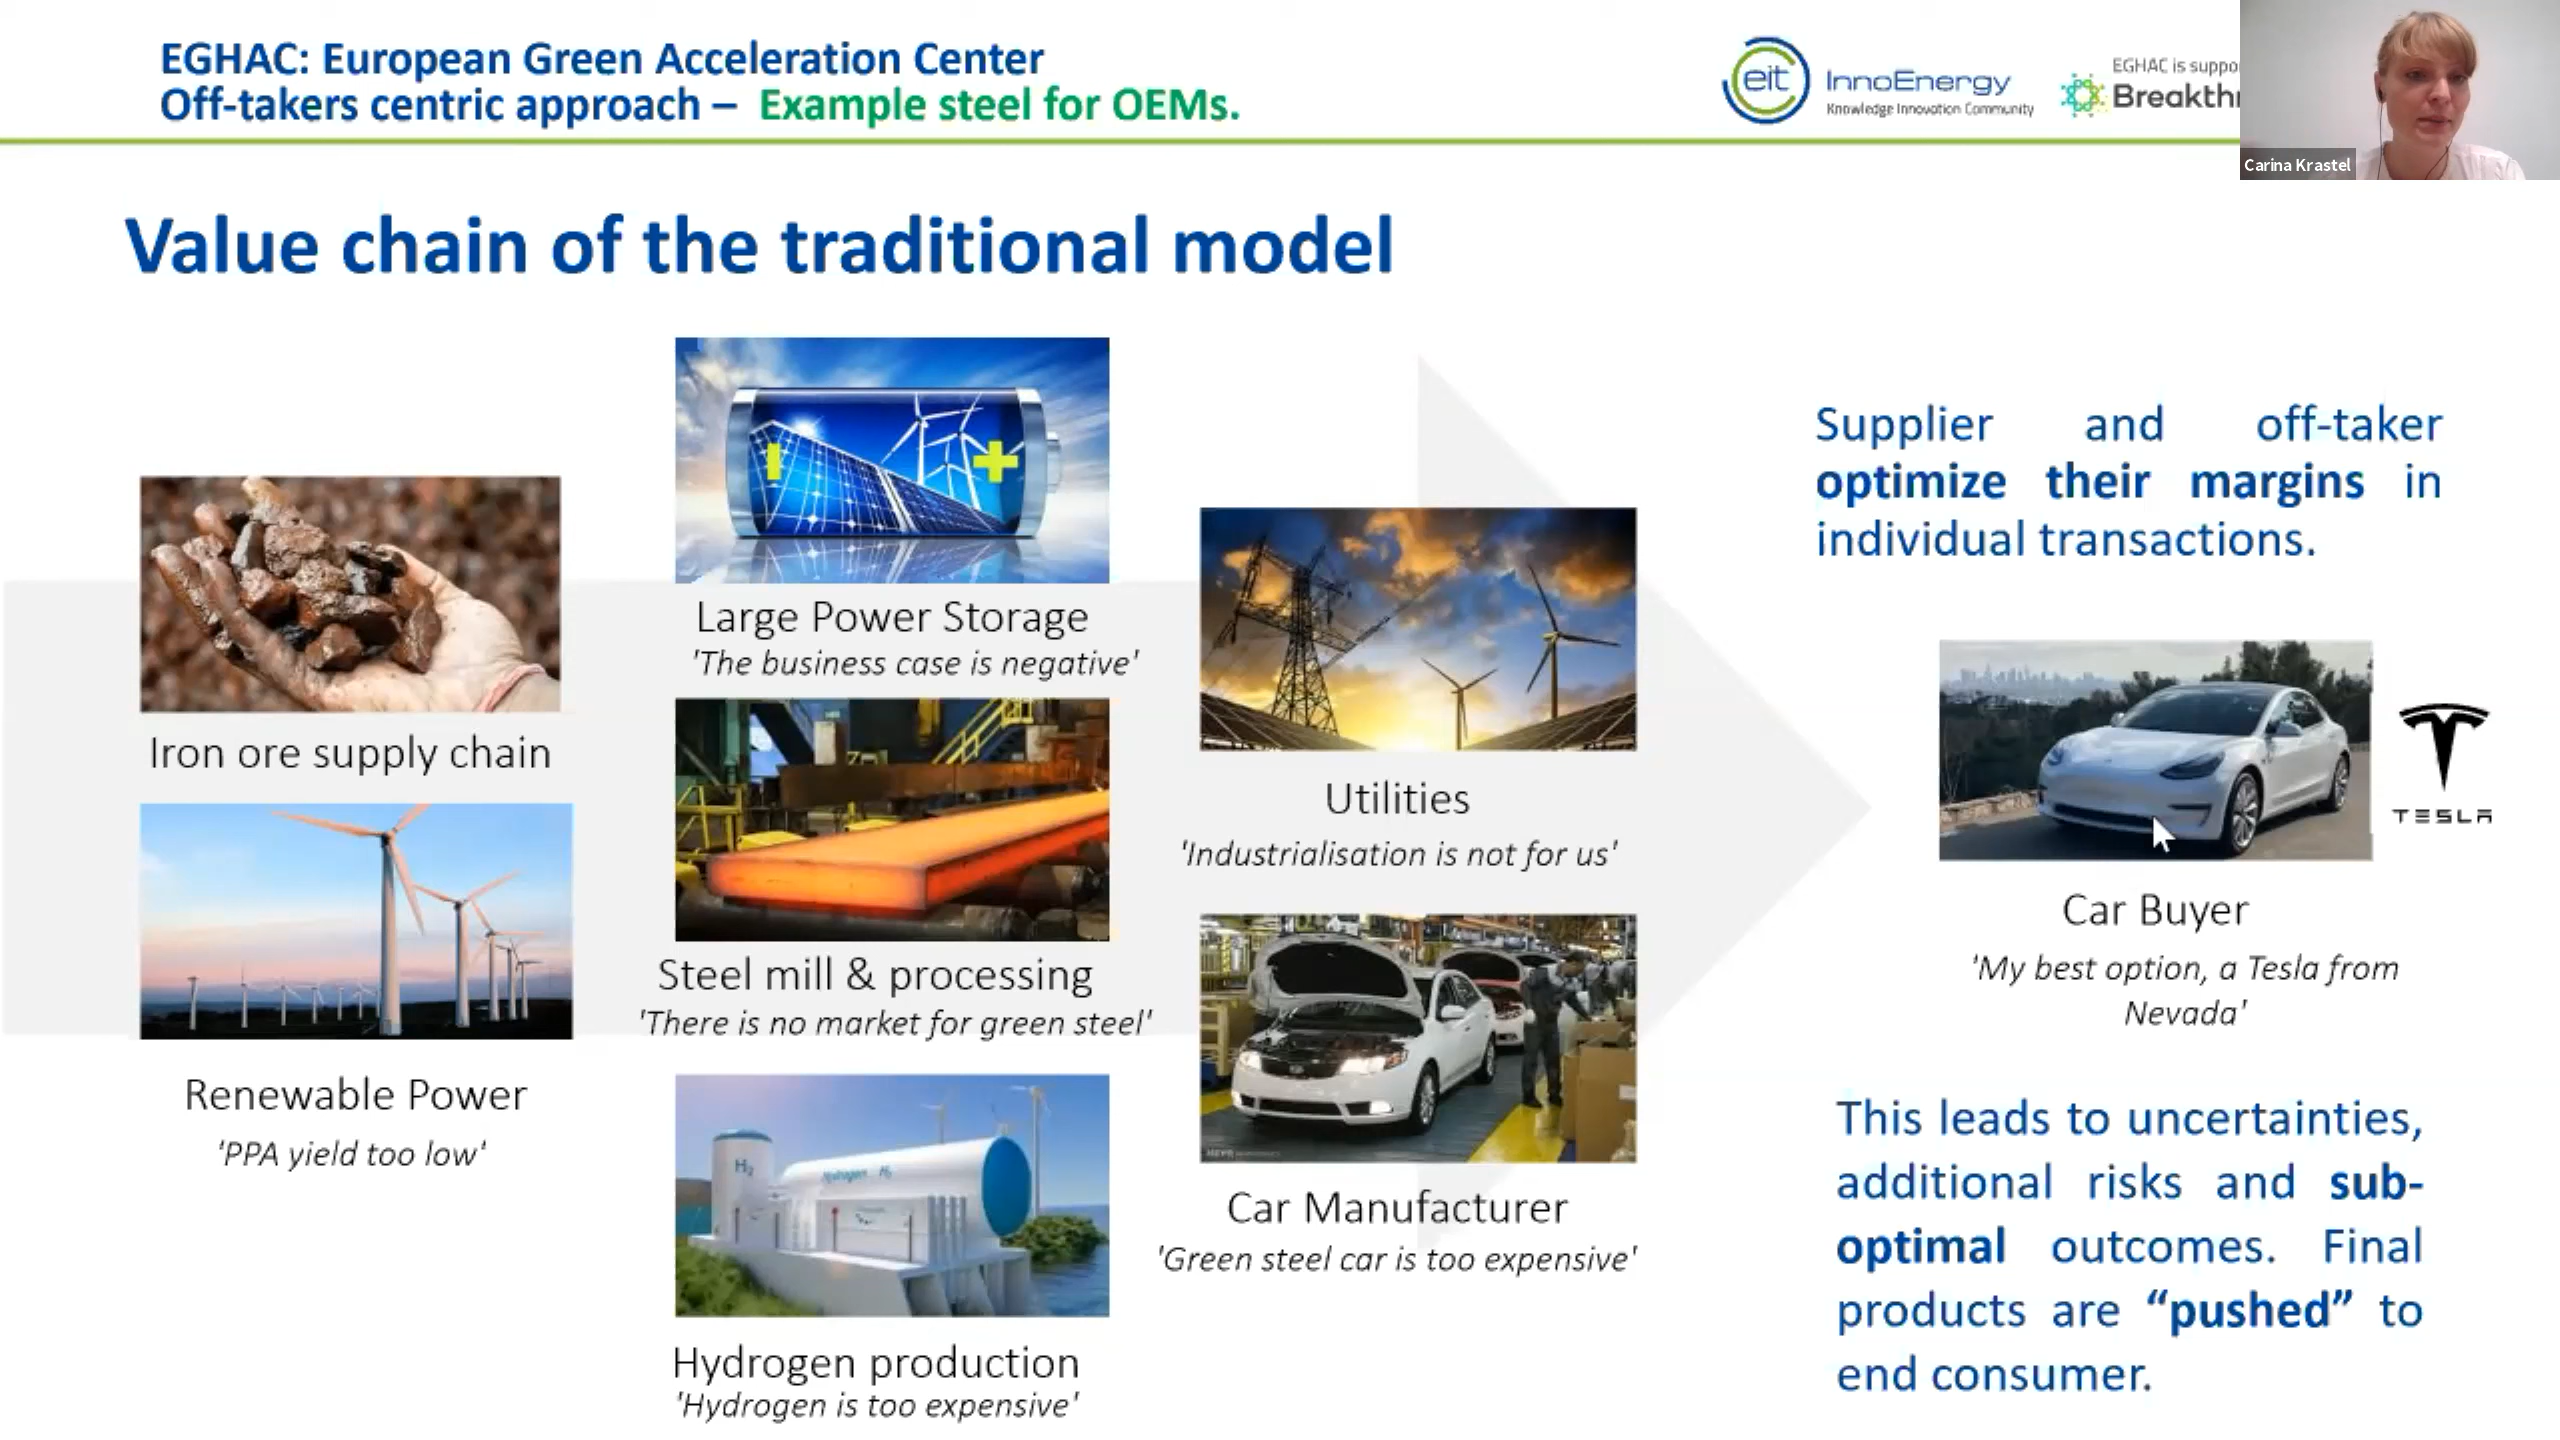 EGHAC: European Green Acceleration Center
Off-takers centric approach – Example steel for OEMs.
eit InnoEnergy
Knowledge Innovation Community
EGHAC is
Carina Krastel
Value chain of the traditional model
Iron ore supply chain
Renewable Power
'PPA yield too low'
Large Power Storage
'The business case is negative'
Steel mill & processing
'There is no market for green steel'
H₂
Hydrogen H₂
Hydrogen production
'Hydrogen is too expensive'
Utilities
'Industrialisation is not for us'
Car Manufacturer
'Green steel car is too expensive'
Supplier and off-taker
optimize their margins in
individual transactions.
TESLA
Car Buyer
'My best option, a Tesla from
Nevada'
This leads to uncertainties,
additional risks and sub-
optimal outcomes. Final
products are “pushed” to
end consumer.